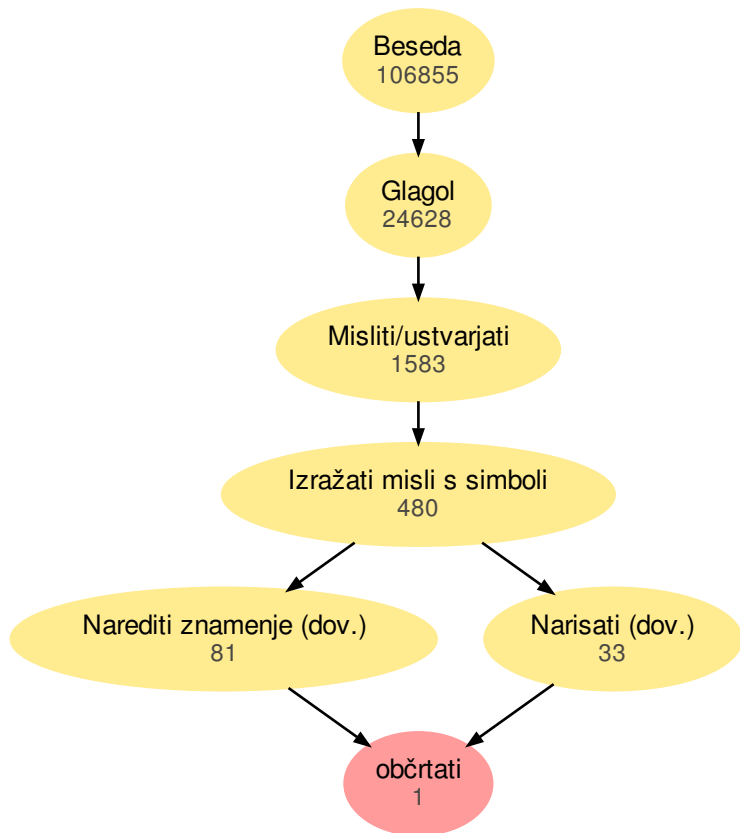 Beseda
106855
Glagol
24628
Misliti/ustvarjati
1583
Izražati misli s simboli
480
Narediti znamenje (dov.)
81
Narisati (dov.)
33
občrtati
1